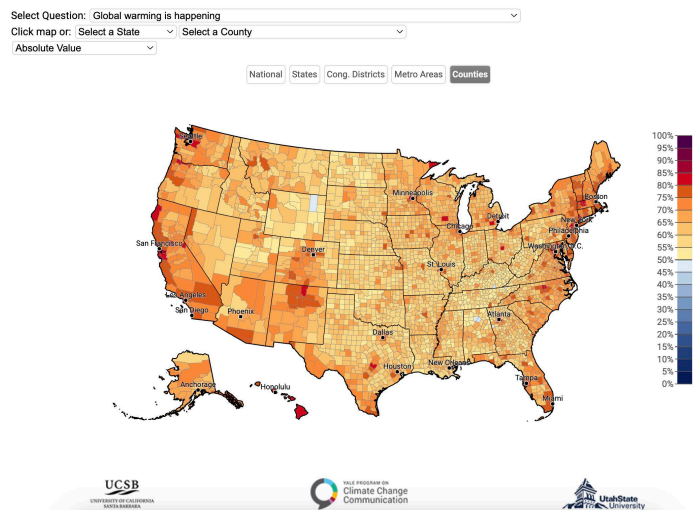 Select Question: Global warming is happening
Click map or: Select a State Select a County
Absolute Value
National States Cong. Districts Metro Areas Counties
Seattle
Minneapolis
Boston
Detroit
New York
Chicago
Philadelphia
San Francisco
Washington D.C.
Denver
St. Louis
Los Angeles
San Diego
Phoenix
Atlanta
Dallas
Houston
New Orleans
Tampa
Anchorage
Honolulu
Miami
100%
95%
90%
85%
80%
75%
70%
65%
60%
55%
50%
45%
40%
35%
30%
25%
20%
15%
10%
5%
0%
UCSB
UNIVERSITY OF CALIFORNIA
SANTA BARBARA
YALE PROGRAM ON
Climate Change
Communication
UtahState
University